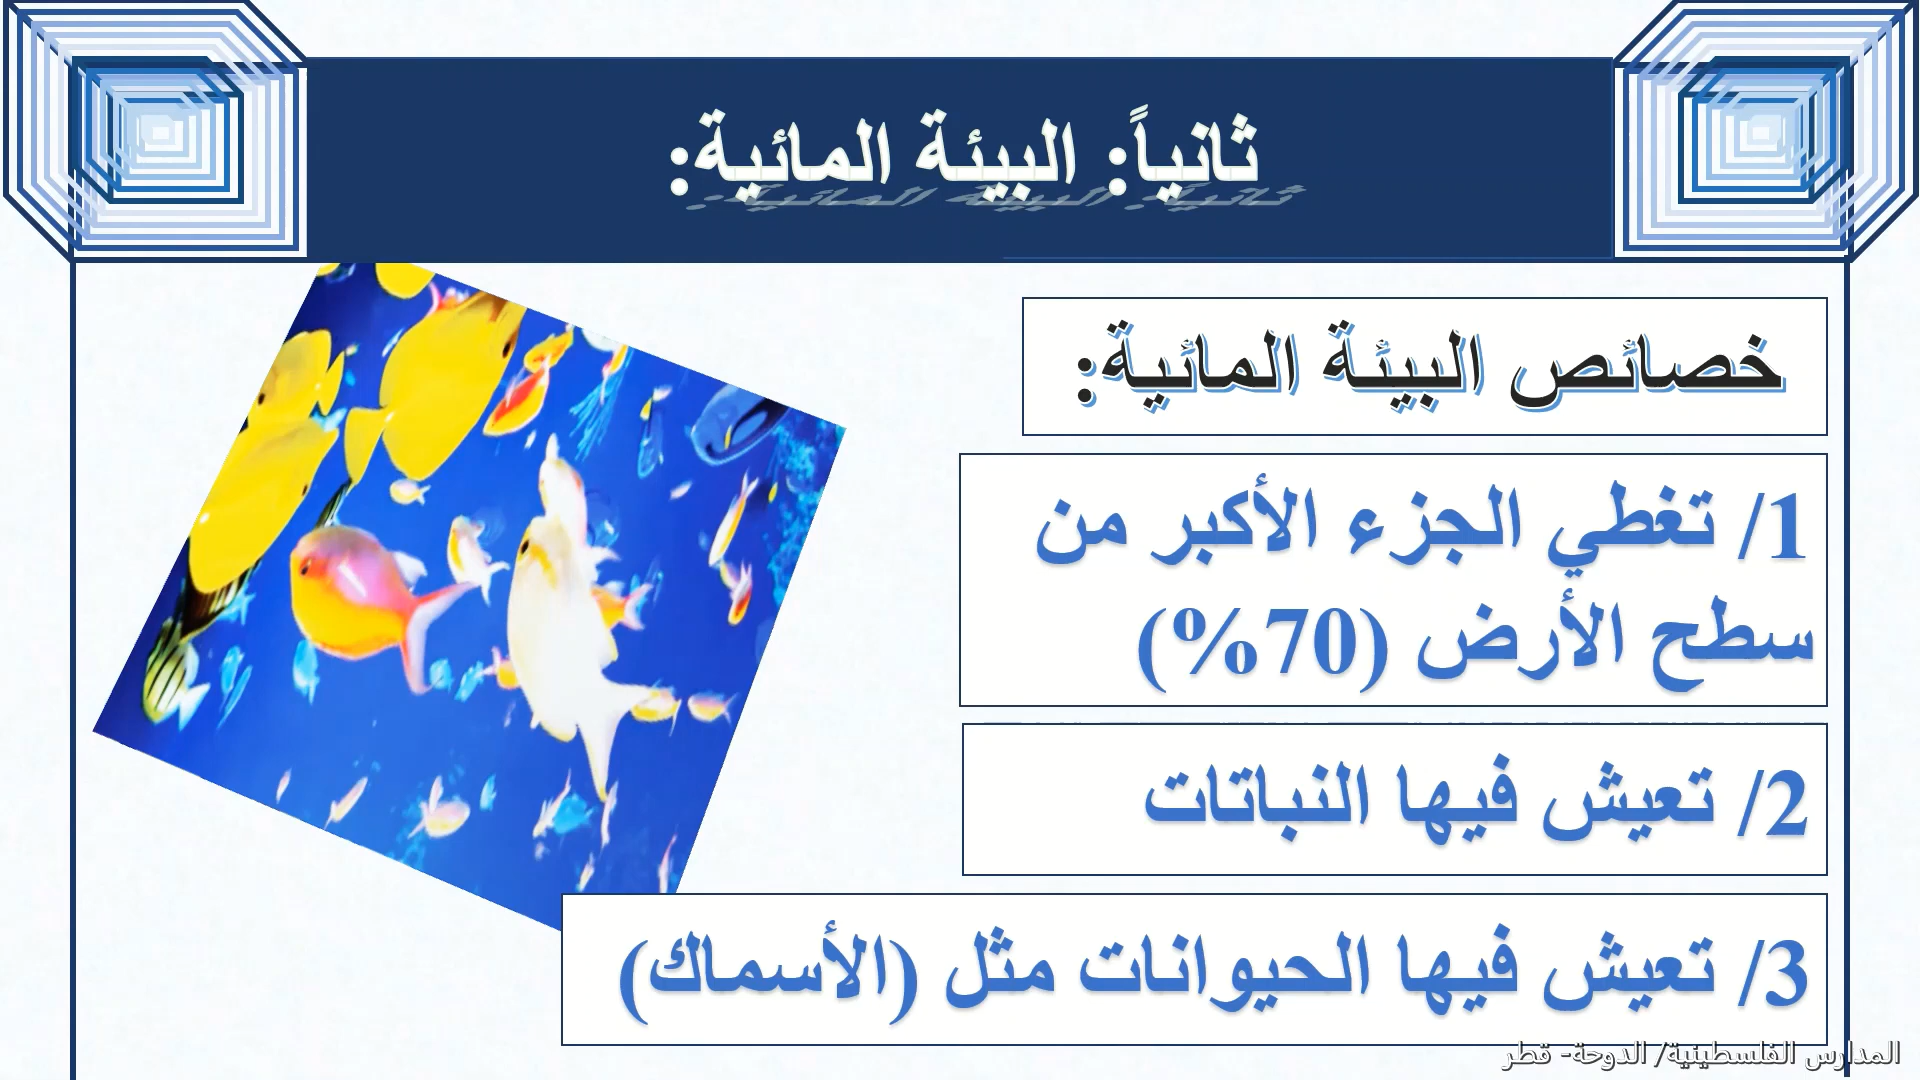 ثانياً: البيئة المائية:
خصائص البيئة المائية:
1/ تغطي الجزء الأكبر من
سطح الأرض (70%)
2/ تعيش فيها النباتات
3/ تعيش فيها الحيوانات مثل (الأسماك)
المدارس الفلسطينية/ الدوحة- قطر